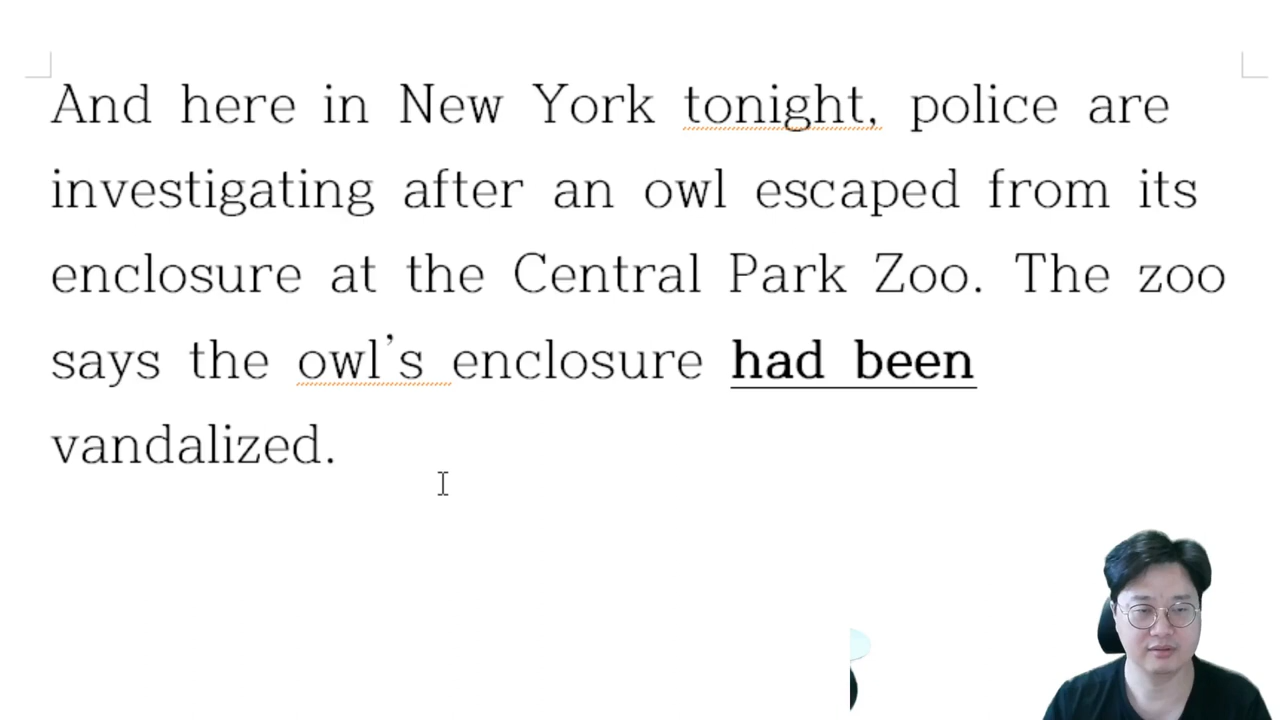 And here in New York tonight, police are
investigating after an owl escaped from its
enclosure at the Central Park Zoo. The zoo
says the owl's enclosure had been
vandalized.